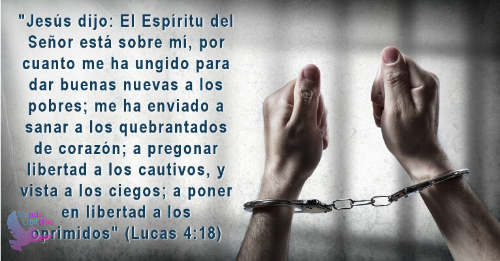 "Jesús dijo: El Espíritu del
Señor está sobre mí, por
cuanto me ha ungido para
dar buenas nuevas a los
pobres; me ha enviado a
sanar a los quebrantados
de corazón; a pregonar
libertad a los cautivos, y
vista a los ciegos; a poner
en libertad a los
oprimidos" (Lucas 4:18)